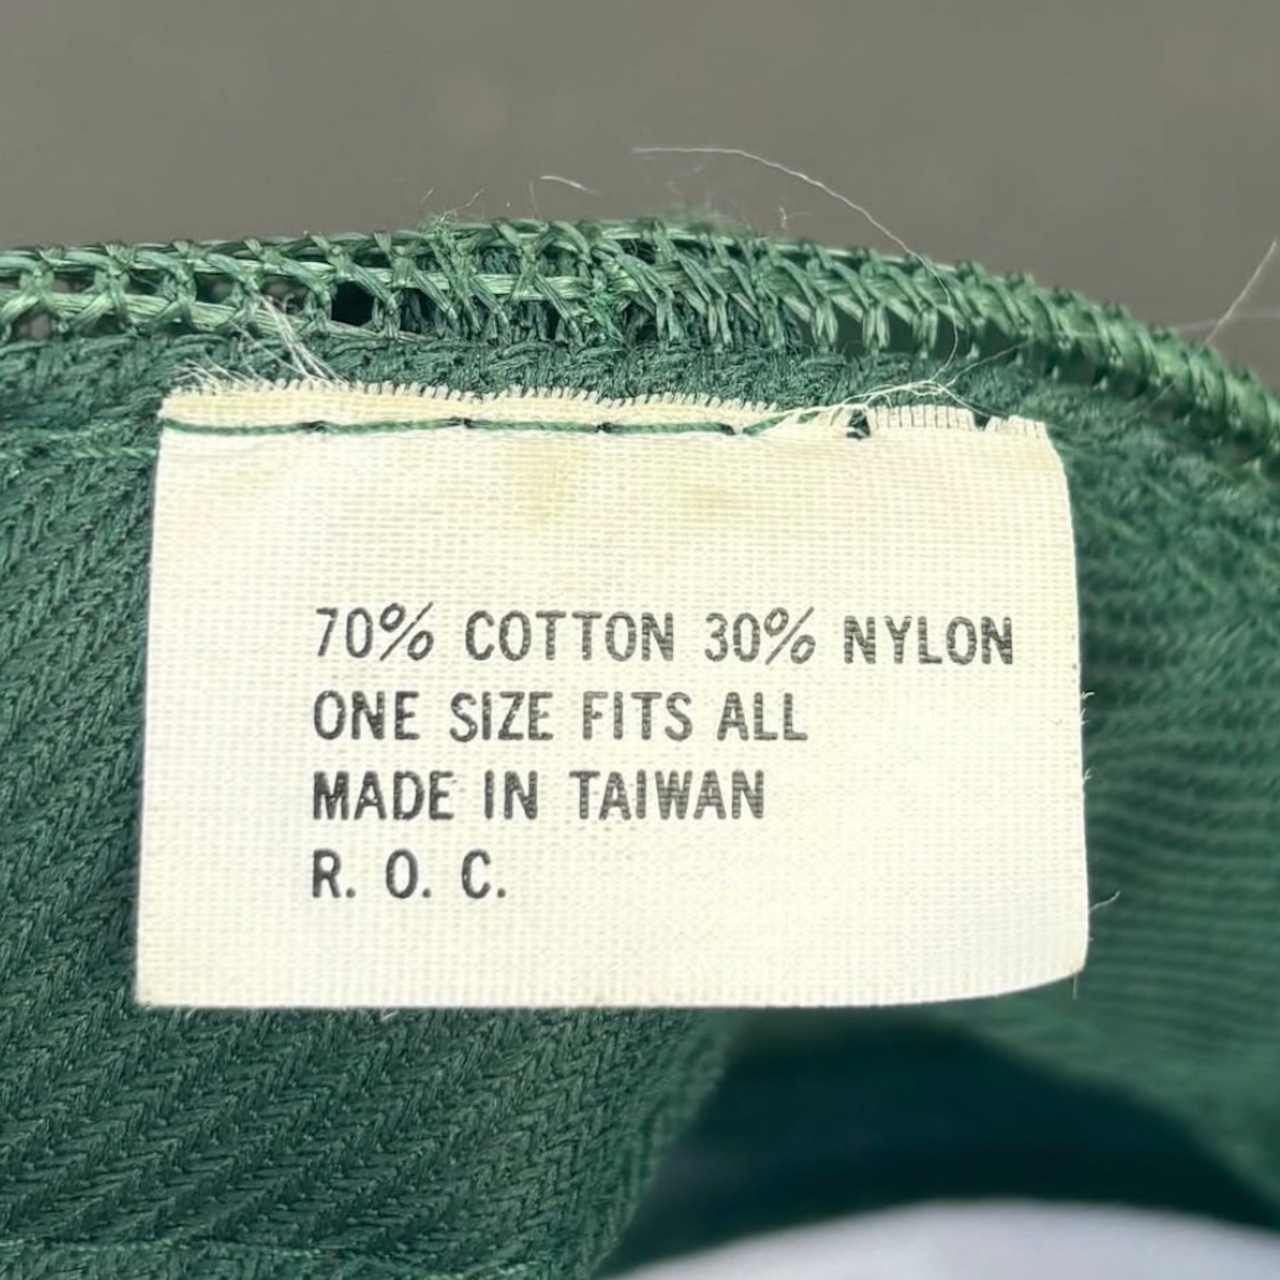 70% COTTON 30% NYLON
ONE SIZE FITS ALL
MADE IN TAIWAN
R. O. C.